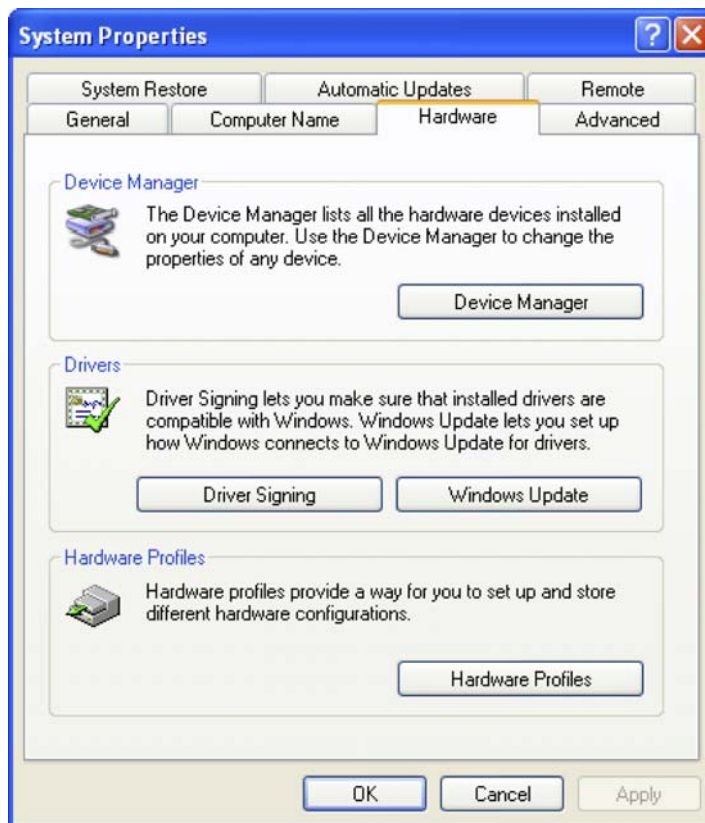 System Properties
System Restore
Automatic Updates
Remote
General
Computer Name
Hardware
Advanced
Device Manager
The Device Manager lists all the hardware devices installed
on your computer. Use the Device Manager to change the
properties of any device.
Device Manager
Drivers
Driver Signing lets you make sure that installed drivers are
compatible with Windows. Windows Update lets you set up
how Windows connects to Windows Update for drivers.
Driver Signing
Windows Update
Hardware Profiles
Hardware profiles provide a way for you to set up and store
different hardware configurations.
Hardware Profiles
OK
Cancel
Apply